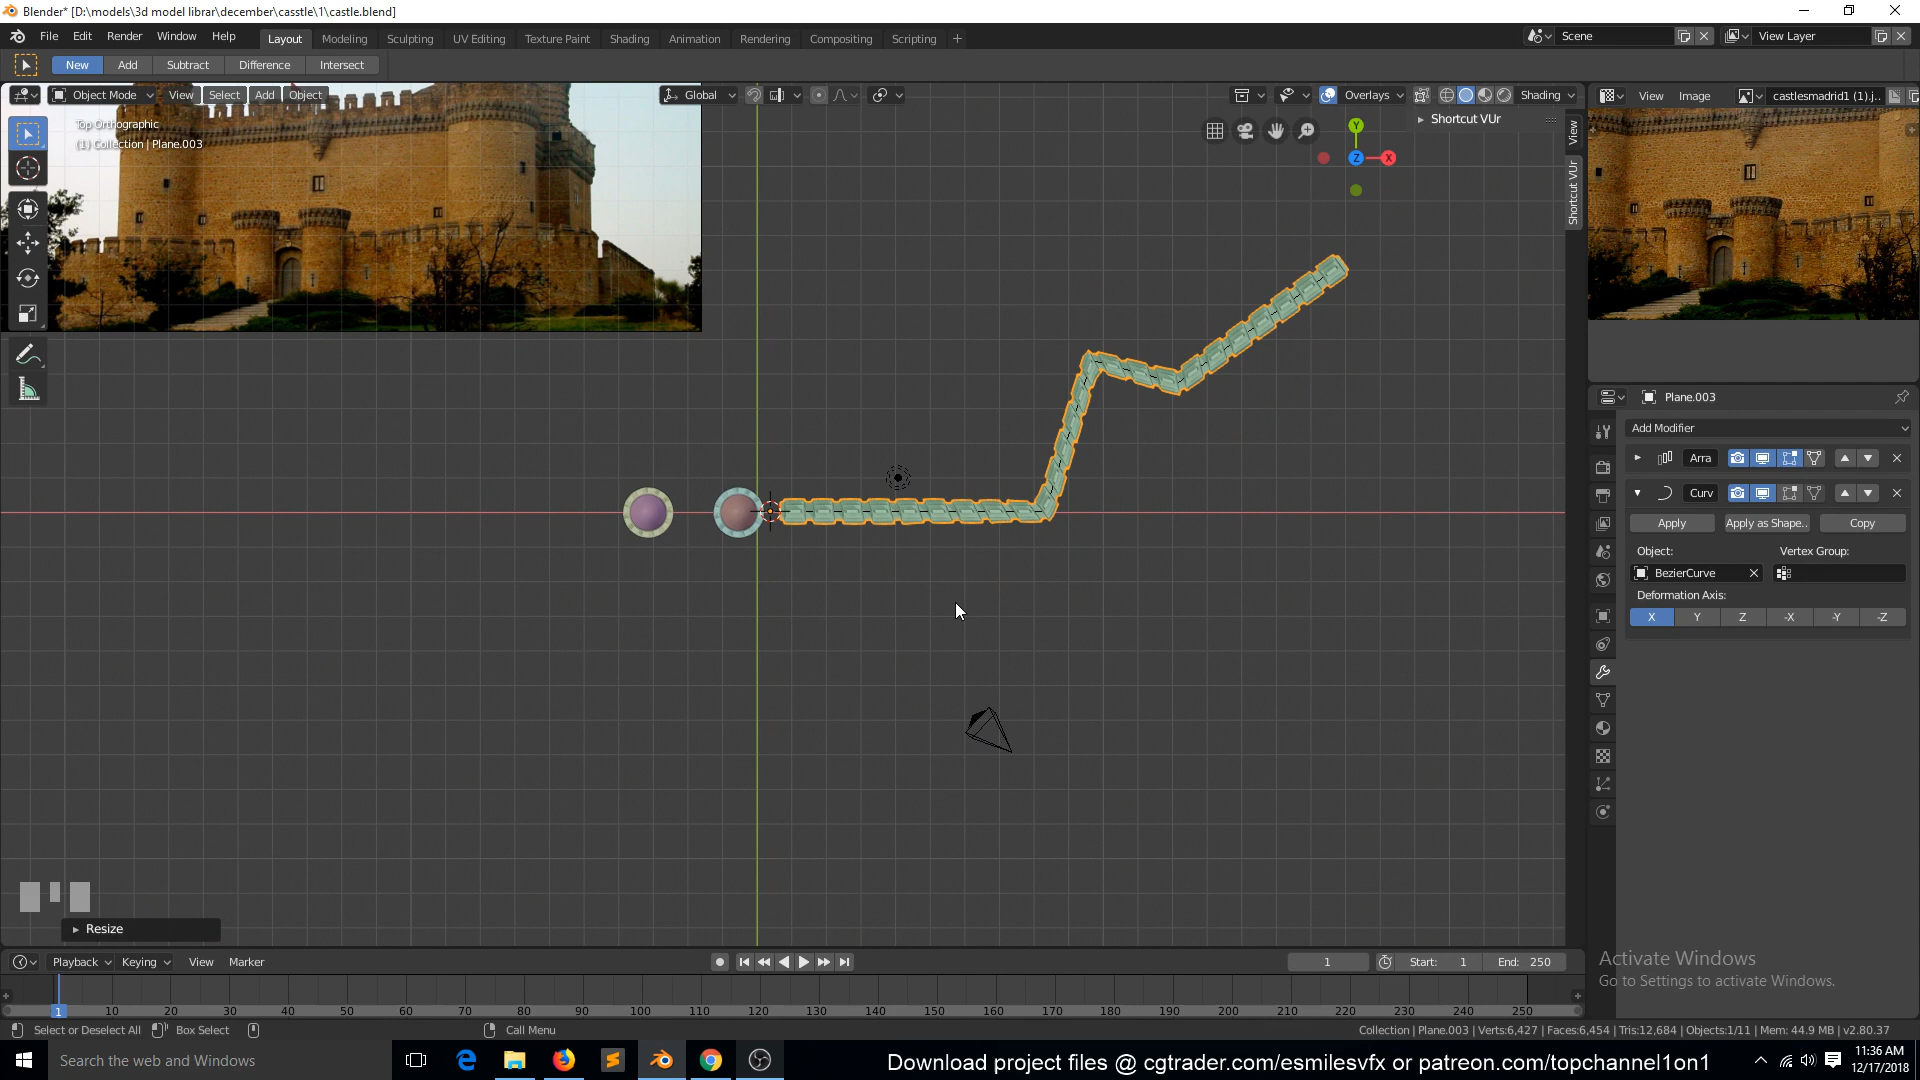 Blender* [D:\models\3d model librar\december\casstle\1\castle.blend]
File Edit Render Window Help Layout Modeling Sculpting UV Editing Texture Paint Shading Animation Rendering Compositing Scripting + Scene View Layer
New Add Subtract Difference Intersect
Object Mode View Select Add Object Global Overlays Shading View Image castlesmadrid1 (1).j..
Top Orthographic
(1) Collection | Plane.003
Shortcut VUr
View
Shortcut VUr
Y
Z X
Plane.003
Add Modifier
Arra
Curv
Apply Apply as Shape.. Copy
Object: Vertex Group:
BezierCurve
Deformation Axis:
X Y Z -X -Y -Z
Resize
Playback Keying View Marker 1 Start: 1 End: 250
1 10 20 30 40 50 60 70 80 90 100 110 120 130 140 150 160 170 180 190 200 210 220 230 240 250
Activate Windows
Go to Settings to activate Windows.
Select or Deselect All Box Select Call Menu Collection | Plane.003 | Verts:6,427 | Faces:6,454 | Tris:12,684 | Objects:1/11 | Mem: 44.9 MB | v2.80.37
Search the web and Windows Download project files @ cgtrader.com/esmilesvfx or patreon.com/topchannel1on1 11:36 AM
12/17/2018